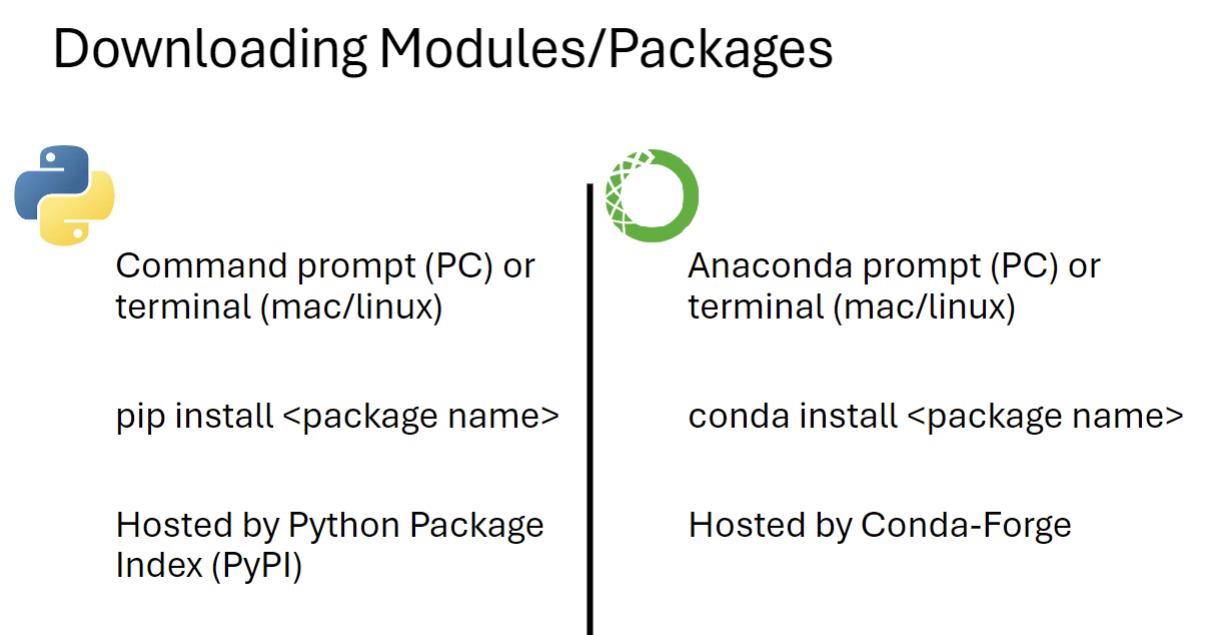 Downloading Modules/Packages
Command prompt (PC) or
terminal (mac/linux)
pip install <package name>
Hosted by Python Package
Index (PyPI)
Anaconda prompt (PC) or
terminal (mac/linux)
conda install <package name>
Hosted by Conda-Forge